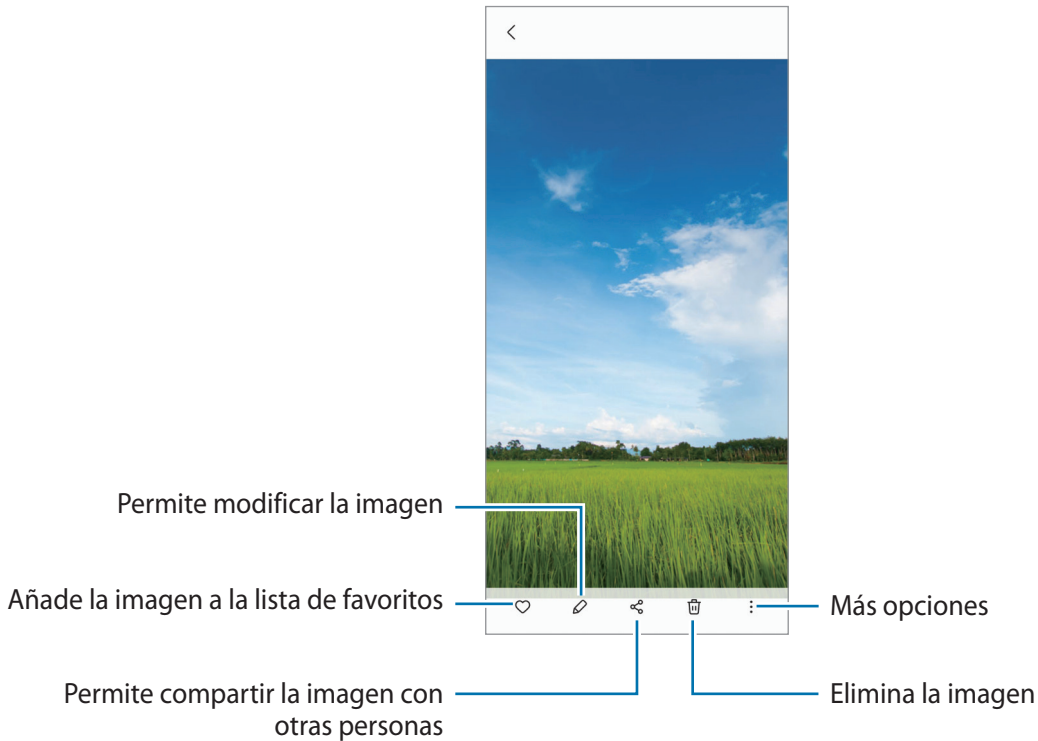 Permite modificar la imagen
Añade la imagen a la lista de favoritos
Más opciones
Permite compartir la imagen con
otras personas
Elimina la imagen